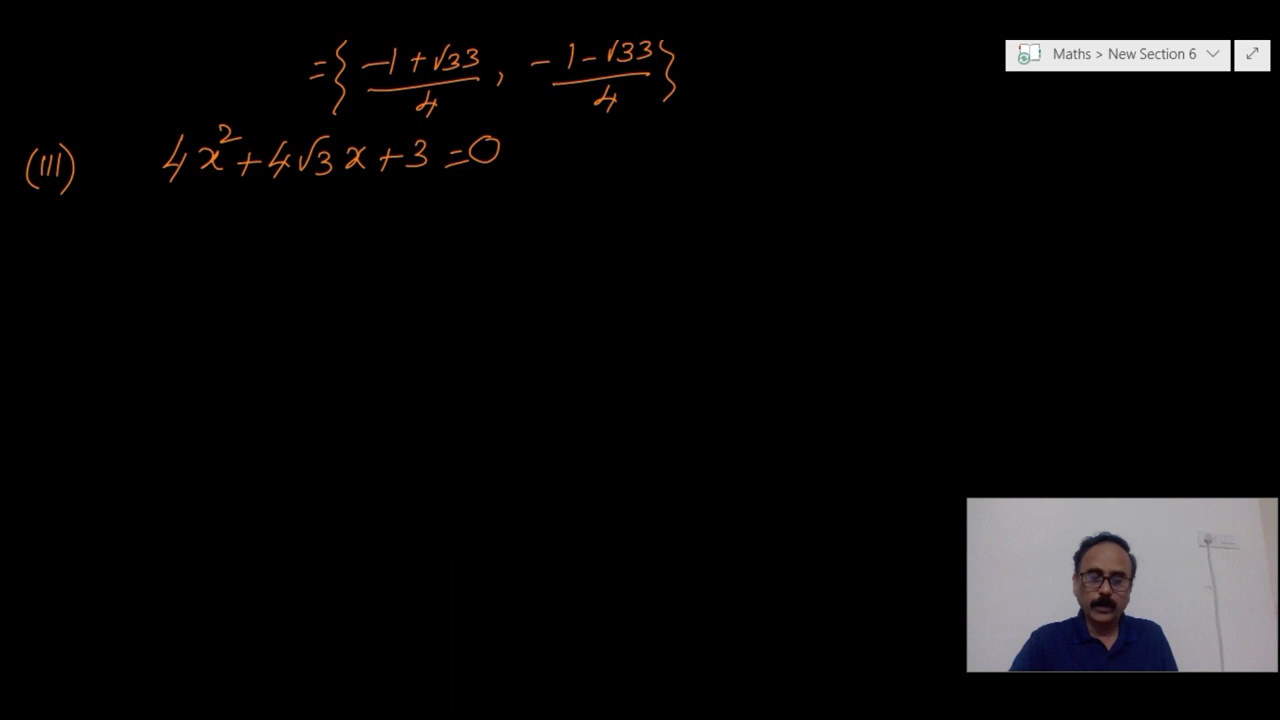 = { −1 + √33 / 4 , −1 − √33 / 4 }
Maths > New Section 6
(III) 4x² + 4√3 x + 3 = 0